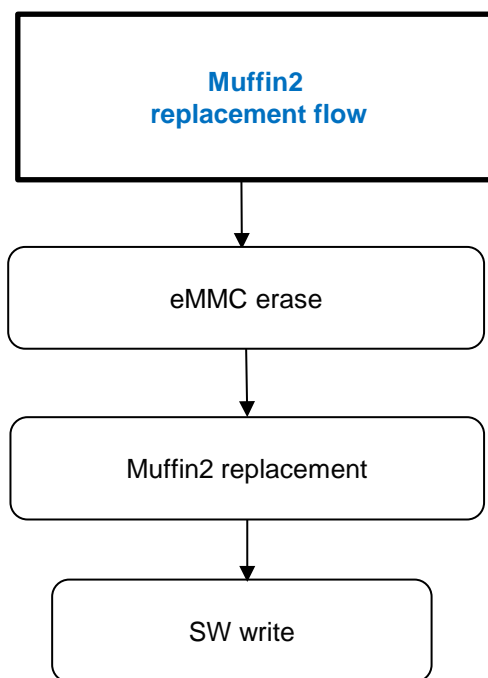 Muffin2
replacement flow
eMMC erase
Muffin2 replacement
SW write